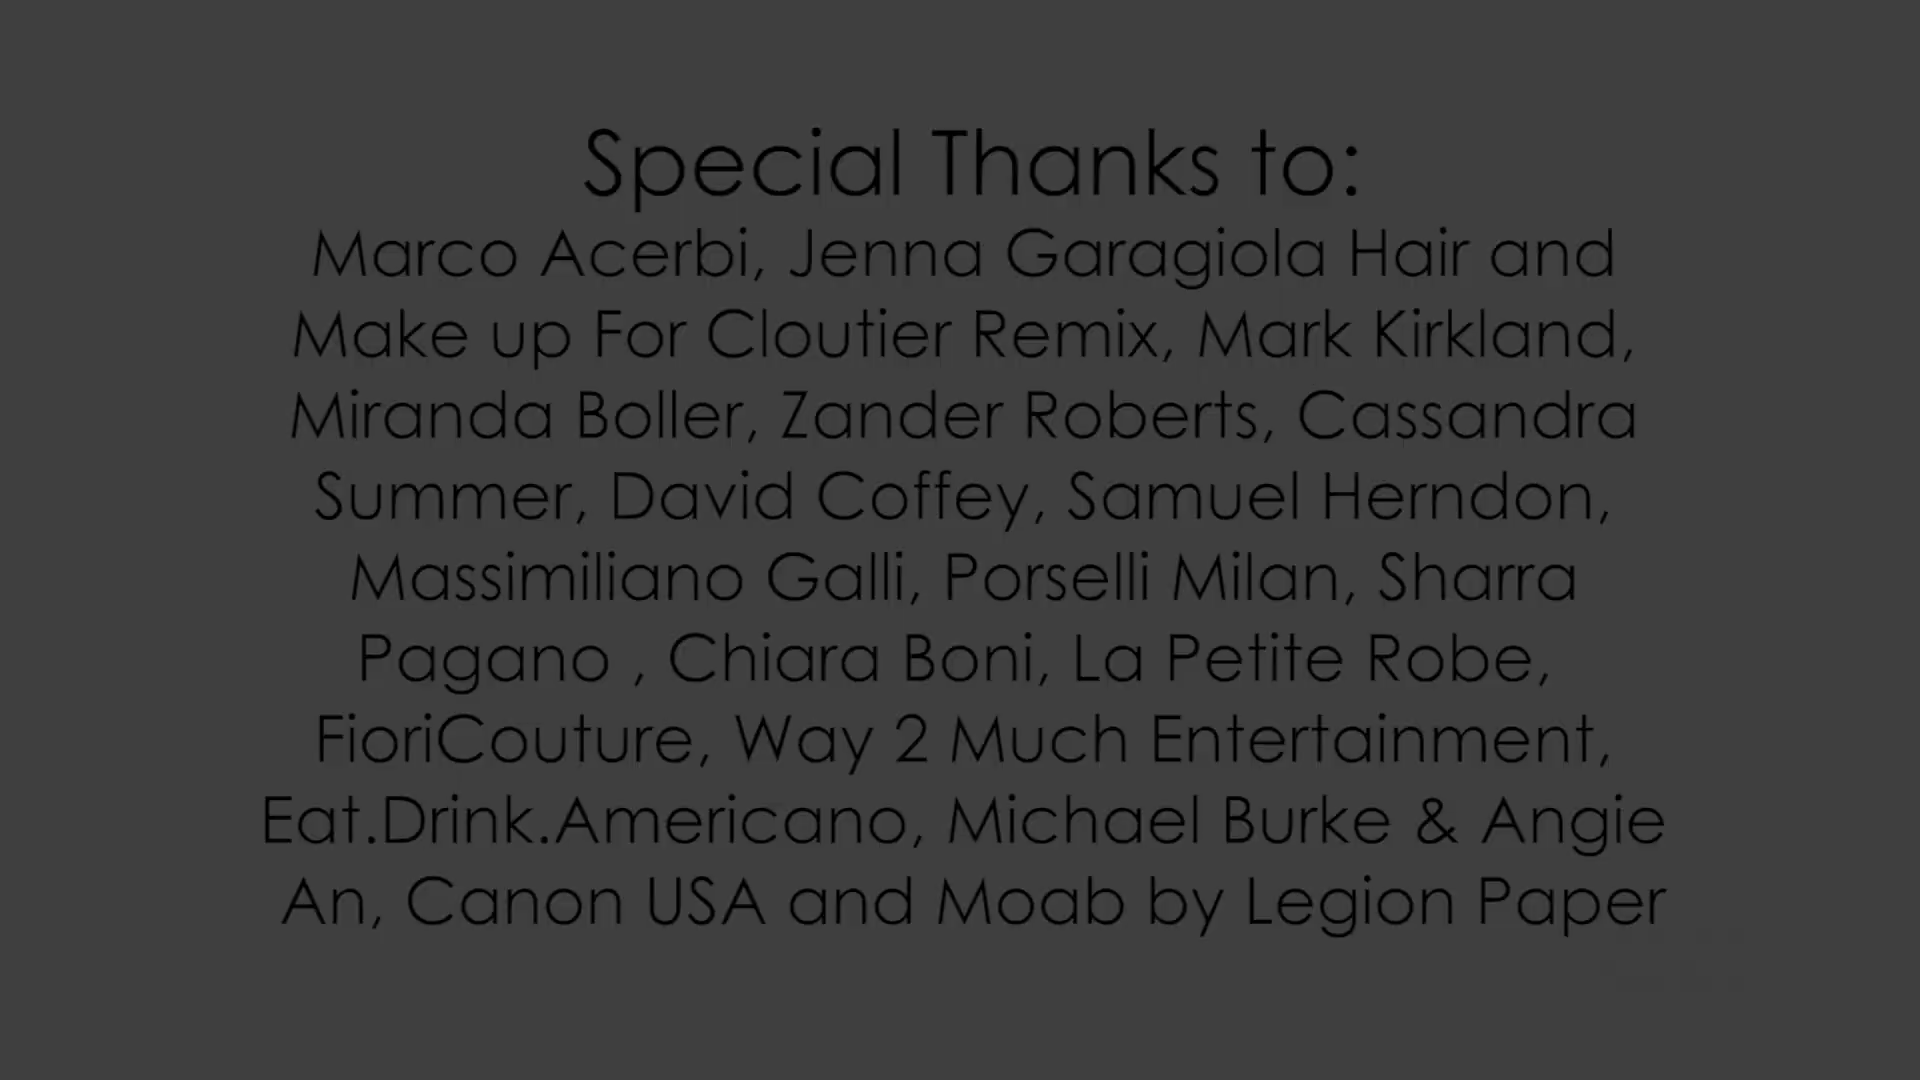 Special Thanks to:
Marco Acerbi, Jenna Garagiola Hair and
Make up For Cloutier Remix, Mark Kirkland,
Miranda Boller, Zander Roberts, Cassandra
Summer, David Coffey, Samuel Herndon,
Massimiliano Galli, Porselli Milan, Sharra
Pagano , Chiara Boni, La Petite Robe,
FioriCouture, Way 2 Much Entertainment,
Eat.Drink.Americano, Michael Burke & Angie
An, Canon USA and Moab by Legion Paper